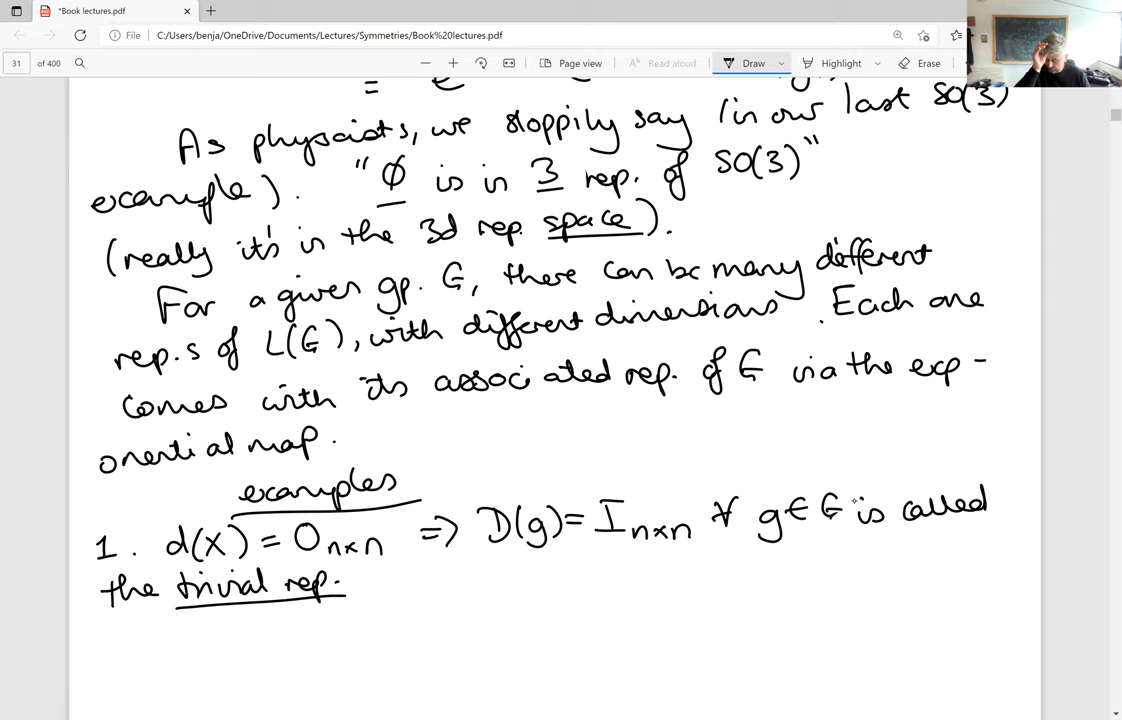 *Book lectures.pdf
File C:/Users/benja/OneDrive/Documents/Lectures/Symmetries/Book%20lectures.pdf
31 of 400 Page view Read aloud Draw Highlight Erase
As physicists, we sloppily say (in our last SO(3)
example). "ϕ is in 3 rep. of SO(3)"
(really it's in the 3d rep. space).
For a given gp. G, there can be many different
rep.s of L(G), with different dimensions. Each one
comes with its associated rep. of G via the exp-
onential map.
examples
1. d(X) = O_{n×n} ⇒ D(g) = I_{n×n} ∀ g ∈ G is called
the trivial rep.